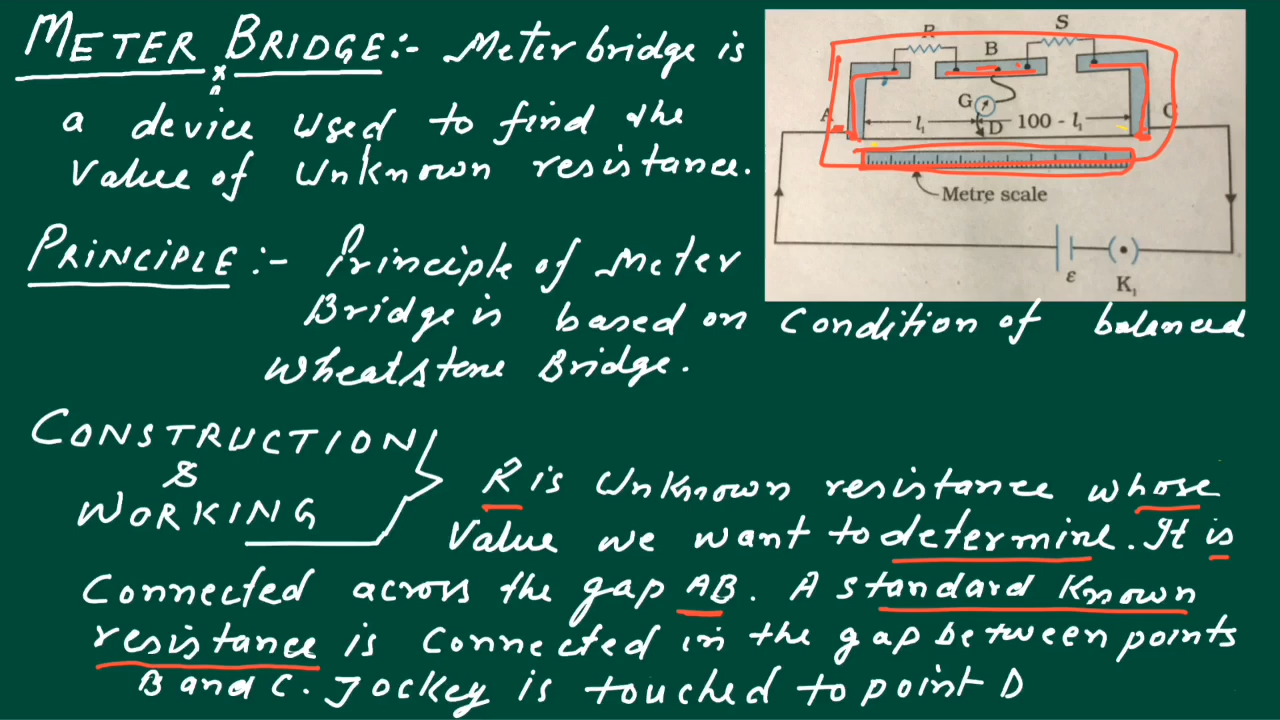 METER BRIDGE:- Meter bridge is
a device used to find the
Value of Unknown resistance.
R
B
S
G
A
l₁
D
100 - l₁
C
Metre scale
ε
K₁
PRINCIPLE:- Principle of Meter
Bridge is based on Condition of balanced
Wheatstone Bridge.
CONSTRUCTION
&
WORKING
R is Unknown resistance whose
Value we want to determine. It is
Connected across the gap AB. A standard Known
resistance is Connected in the gap between points
B and C. Jockey is touched to point D